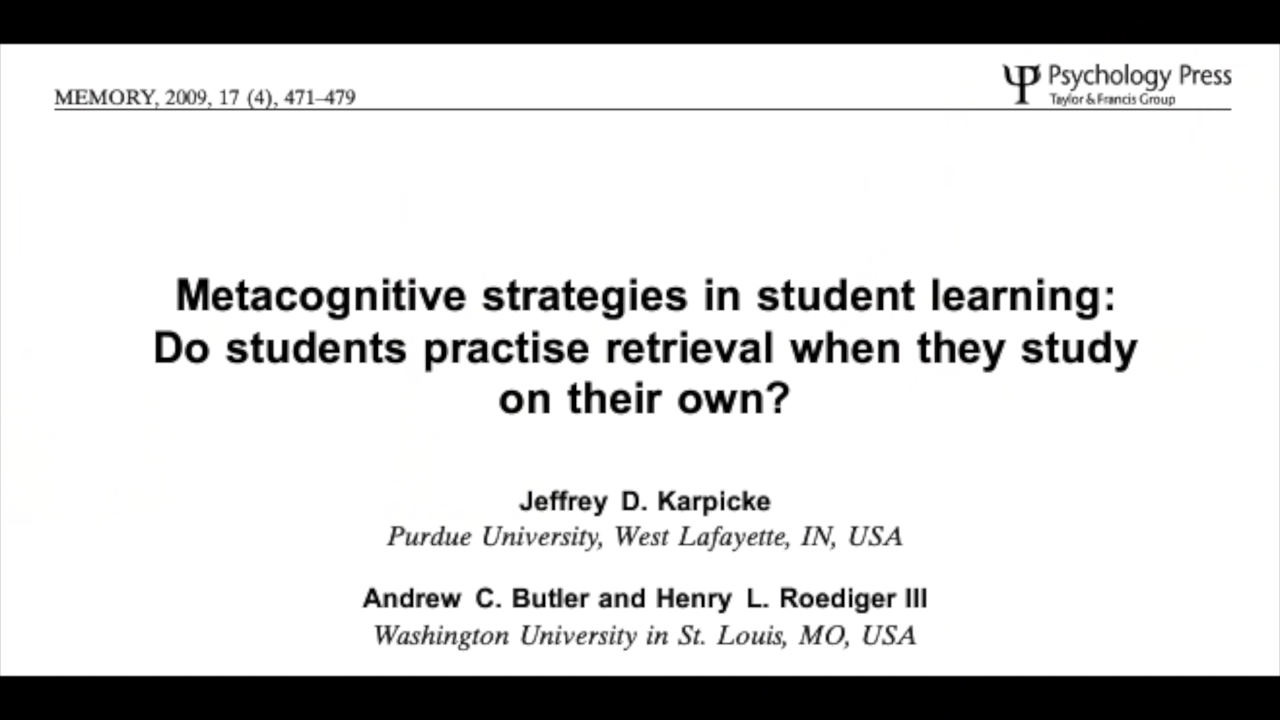 MEMORY, 2009, 17 (4), 471–479
Psychology Press
Taylor & Francis Group
Metacognitive strategies in student learning:
Do students practise retrieval when they study
on their own?
Jeffrey D. Karpicke
Purdue University, West Lafayette, IN, USA
Andrew C. Butler and Henry L. Roediger III
Washington University in St. Louis, MO, USA